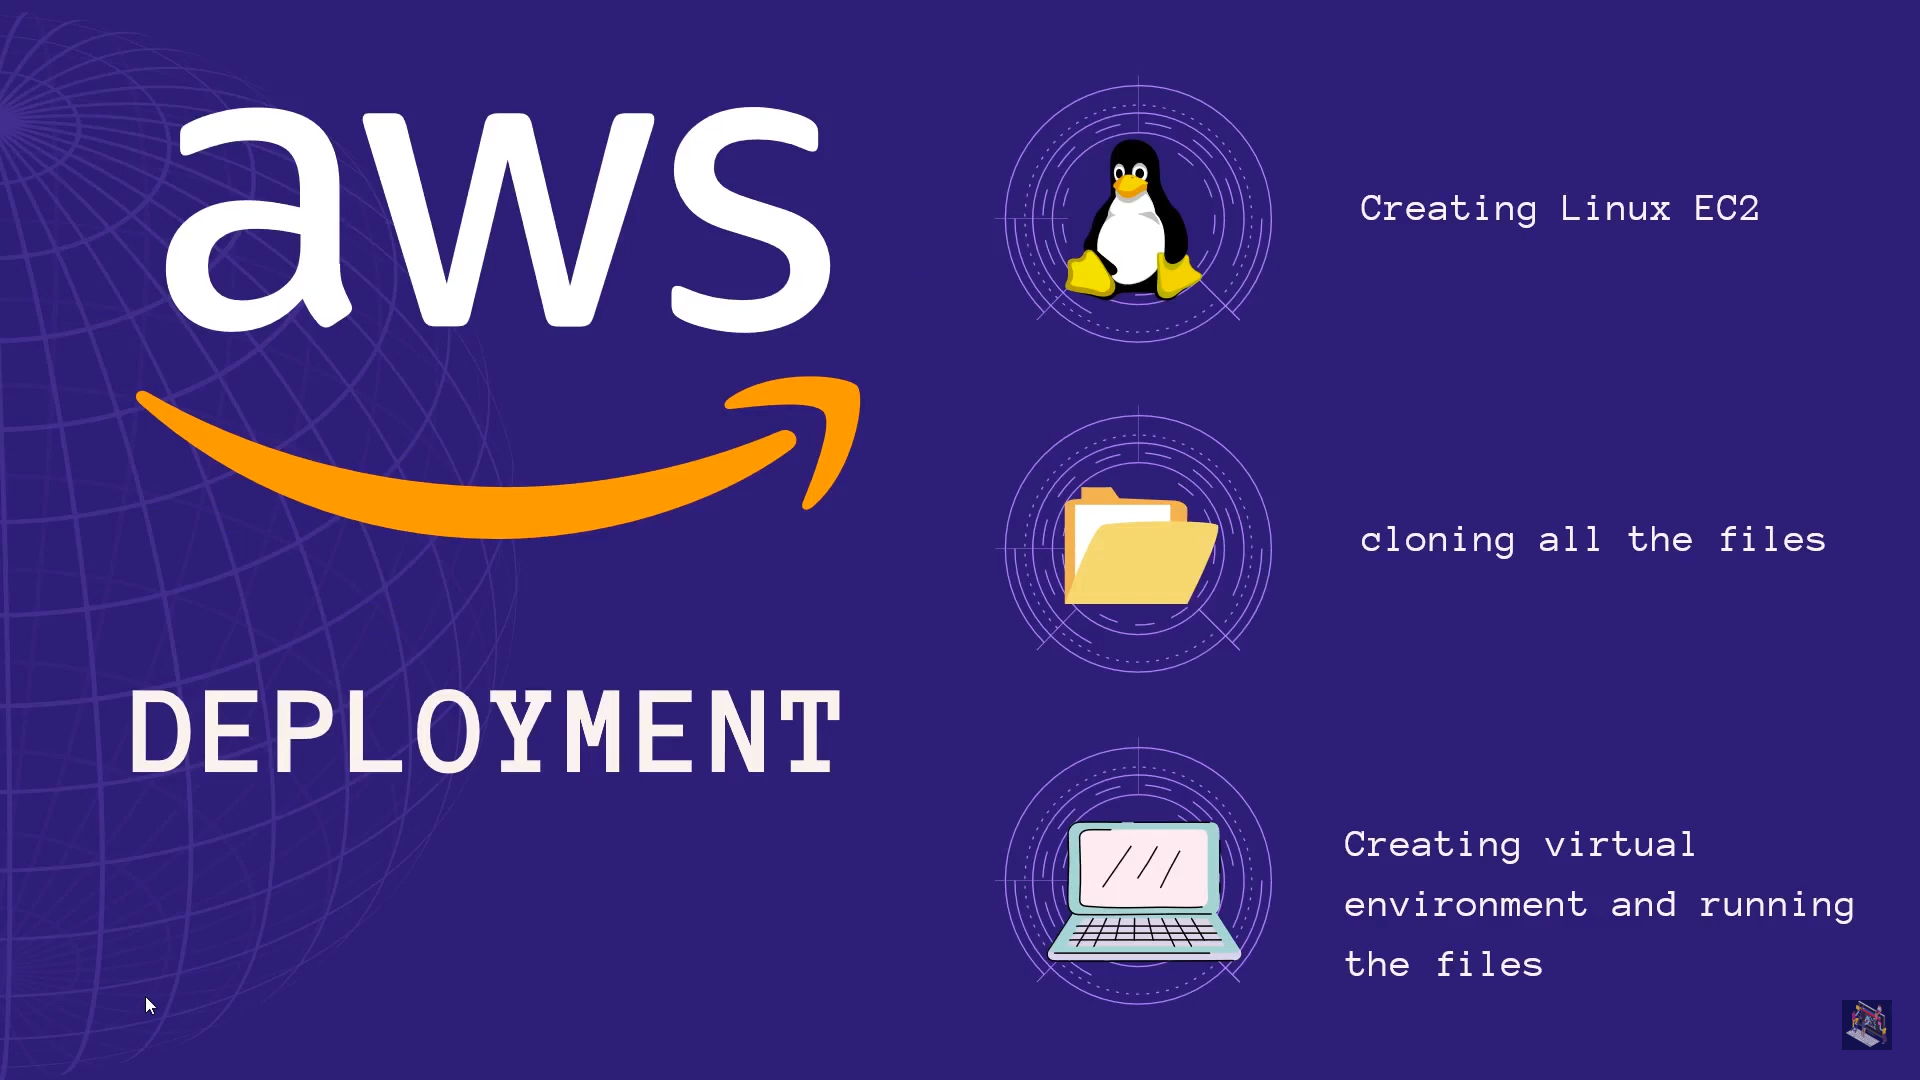 aws
DEPLOYMENT
Creating Linux EC2
cloning all the files
Creating virtual
environment and running
the files